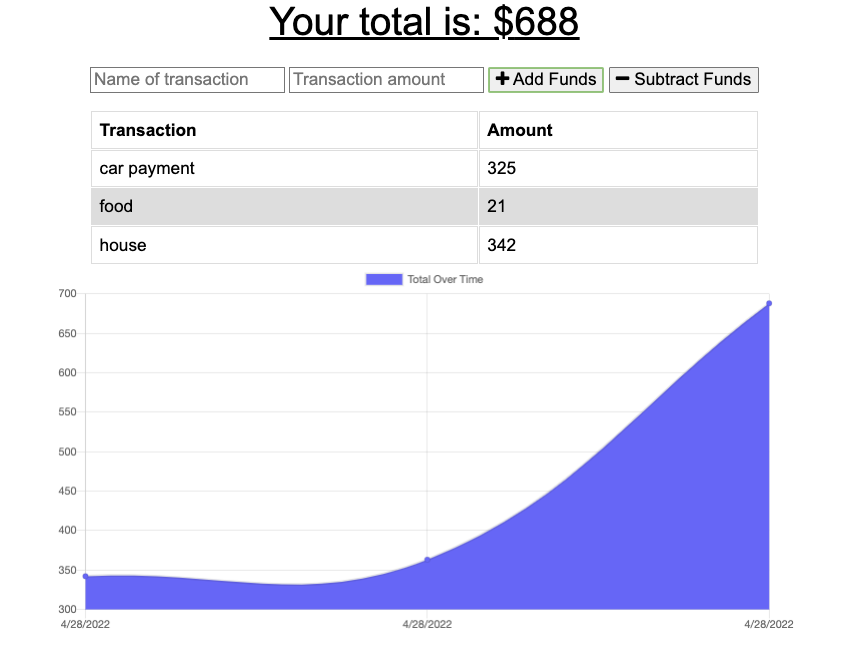 Your total is: $688
Name of transaction Transaction amount + Add Funds − Subtract Funds
Transaction Amount
car payment 325
food 21
house 342
Total Over Time
700
650
600
550
500
450
400
350
300
4/28/2022 4/28/2022 4/28/2022